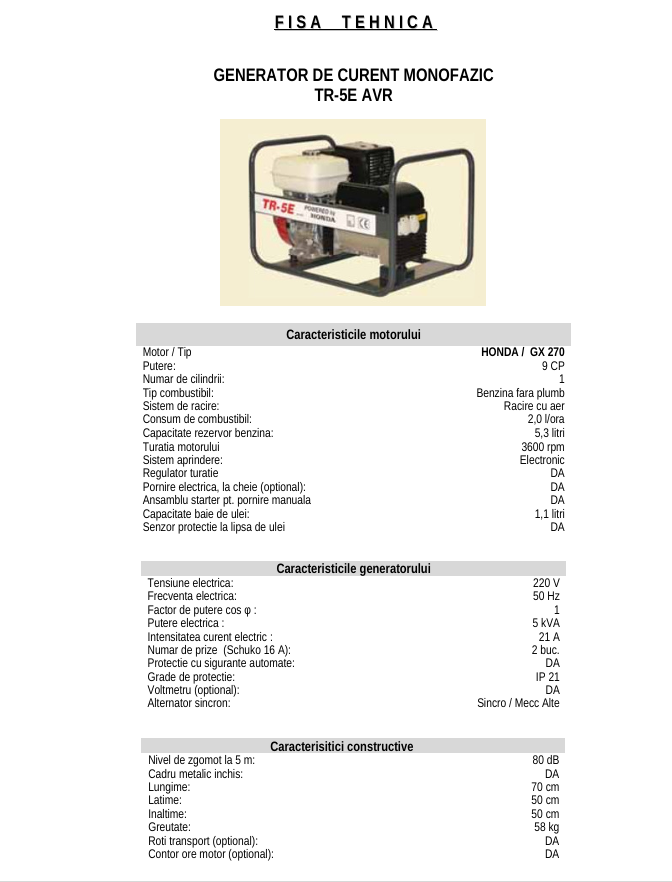 FISA TEHNICA
GENERATOR DE CURENT MONOFAZIC
TR-5E AVR
TR-5E POWERED by HONDA
Caracteristicile motorului
Motor / Tip HONDA / GX 270
Putere: 9 CP
Numar de cilindrii: 1
Tip combustibil: Benzina fara plumb
Sistem de racire: Racire cu aer
Consum de combustibil: 2,0 l/ora
Capacitate rezervor benzina: 5,3 litri
Turatia motorului 3600 rpm
Sistem aprindere: Electronic
Regulator turatie DA
Pornire electrica, la cheie (optional): DA
Ansamblu starter pt. pornire manuala DA
Capacitate baie de ulei: 1,1 litri
Senzor protectie la lipsa de ulei DA
Caracteristicile generatorului
Tensiune electrica: 220 V
Frecventa electrica: 50 Hz
Factor de putere cos φ : 1
Putere electrica : 5 kVA
Intensitatea curent electric : 21 A
Numar de prize (Schuko 16 A): 2 buc.
Protectie cu sigurante automate: DA
Grade de protectie: IP 21
Voltmetru (optional): DA
Alternator sincron: Sincro / Mecc Alte
Caracterisitici constructive
Nivel de zgomot la 5 m: 80 dB
Cadru metalic inchis: DA
Lungime: 70 cm
Latime: 50 cm
Inaltime: 50 cm
Greutate: 58 kg
Roti transport (optional): DA
Contor ore motor (optional): DA